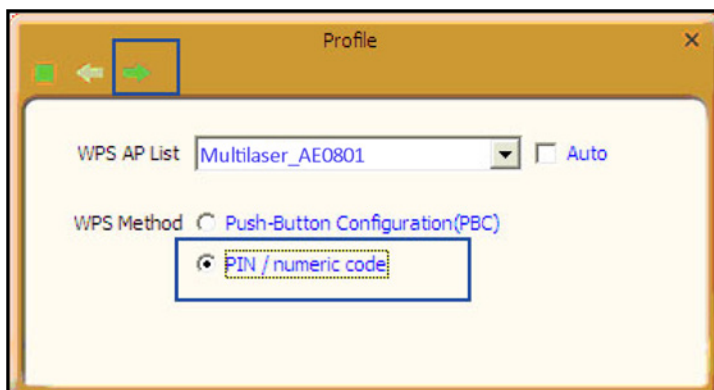 Profile
WPS AP List Multilaser_AE0801 Auto
WPS Method Push-Button Configuration(PBC)
PIN / numeric code